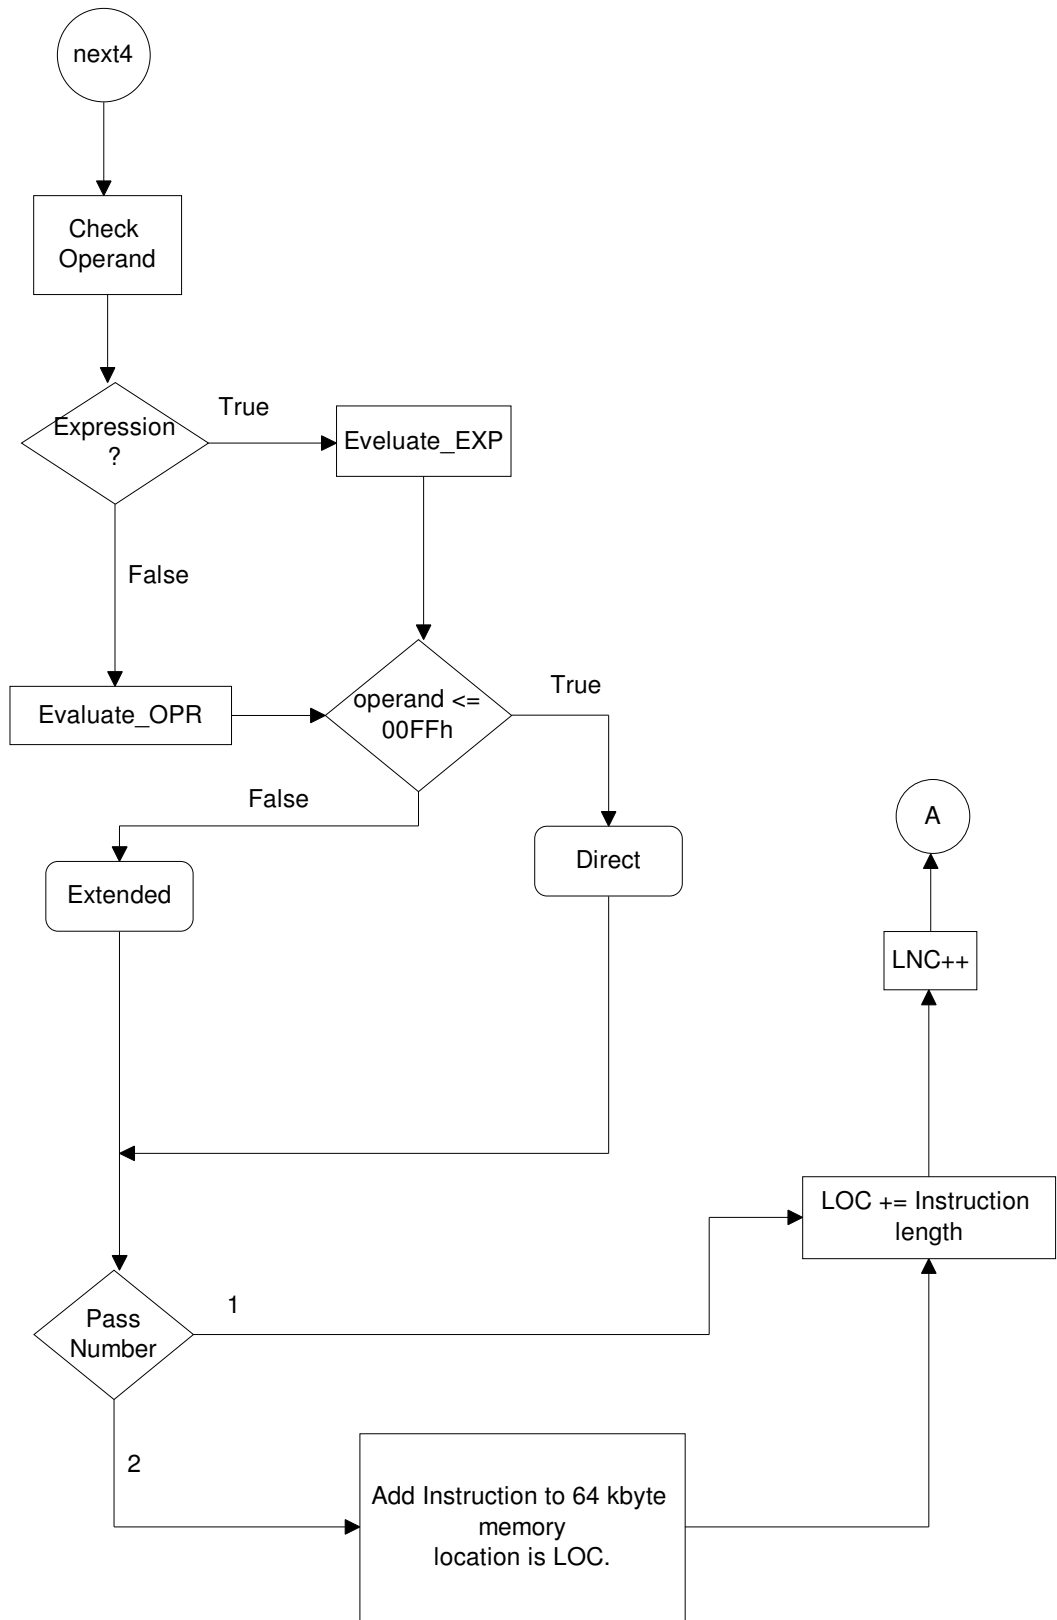 next4
Check
Operand
Expression
?
True
Eveluate_EXP
False
Evaluate_OPR
operand <=
00FFh
True
False
Extended
Direct
A
LNC++
LOC += Instruction
length
Pass
Number
1
2
Add Instruction to 64 kbyte
memory
location is LOC.